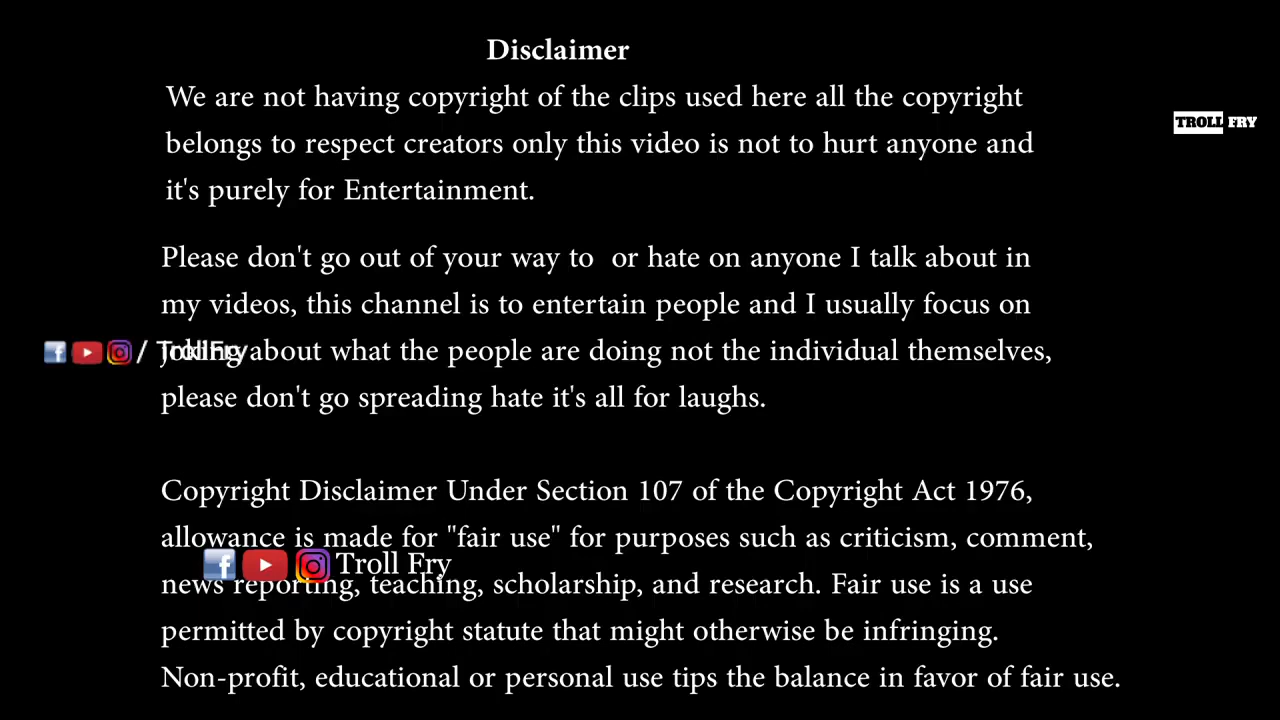 Disclaimer
We are not having copyright of the clips used here all the copyright
TROLL FRY
belongs to respect creators only this video is not to hurt anyone and
it's purely for Entertainment.
Please don't go out of your way to or hate on anyone I talk about in
my videos, this channel is to entertain people and I usually focus on
/ TrollFry
joking about what the people are doing not the individual themselves,
please don't go spreading hate it's all for laughs.
Copyright Disclaimer Under Section 107 of the Copyright Act 1976,
allowance is made for "fair use" for purposes such as criticism, comment,
Troll Fry
news reporting, teaching, scholarship, and research. Fair use is a use
permitted by copyright statute that might otherwise be infringing.
Non-profit, educational or personal use tips the balance in favor of fair use.